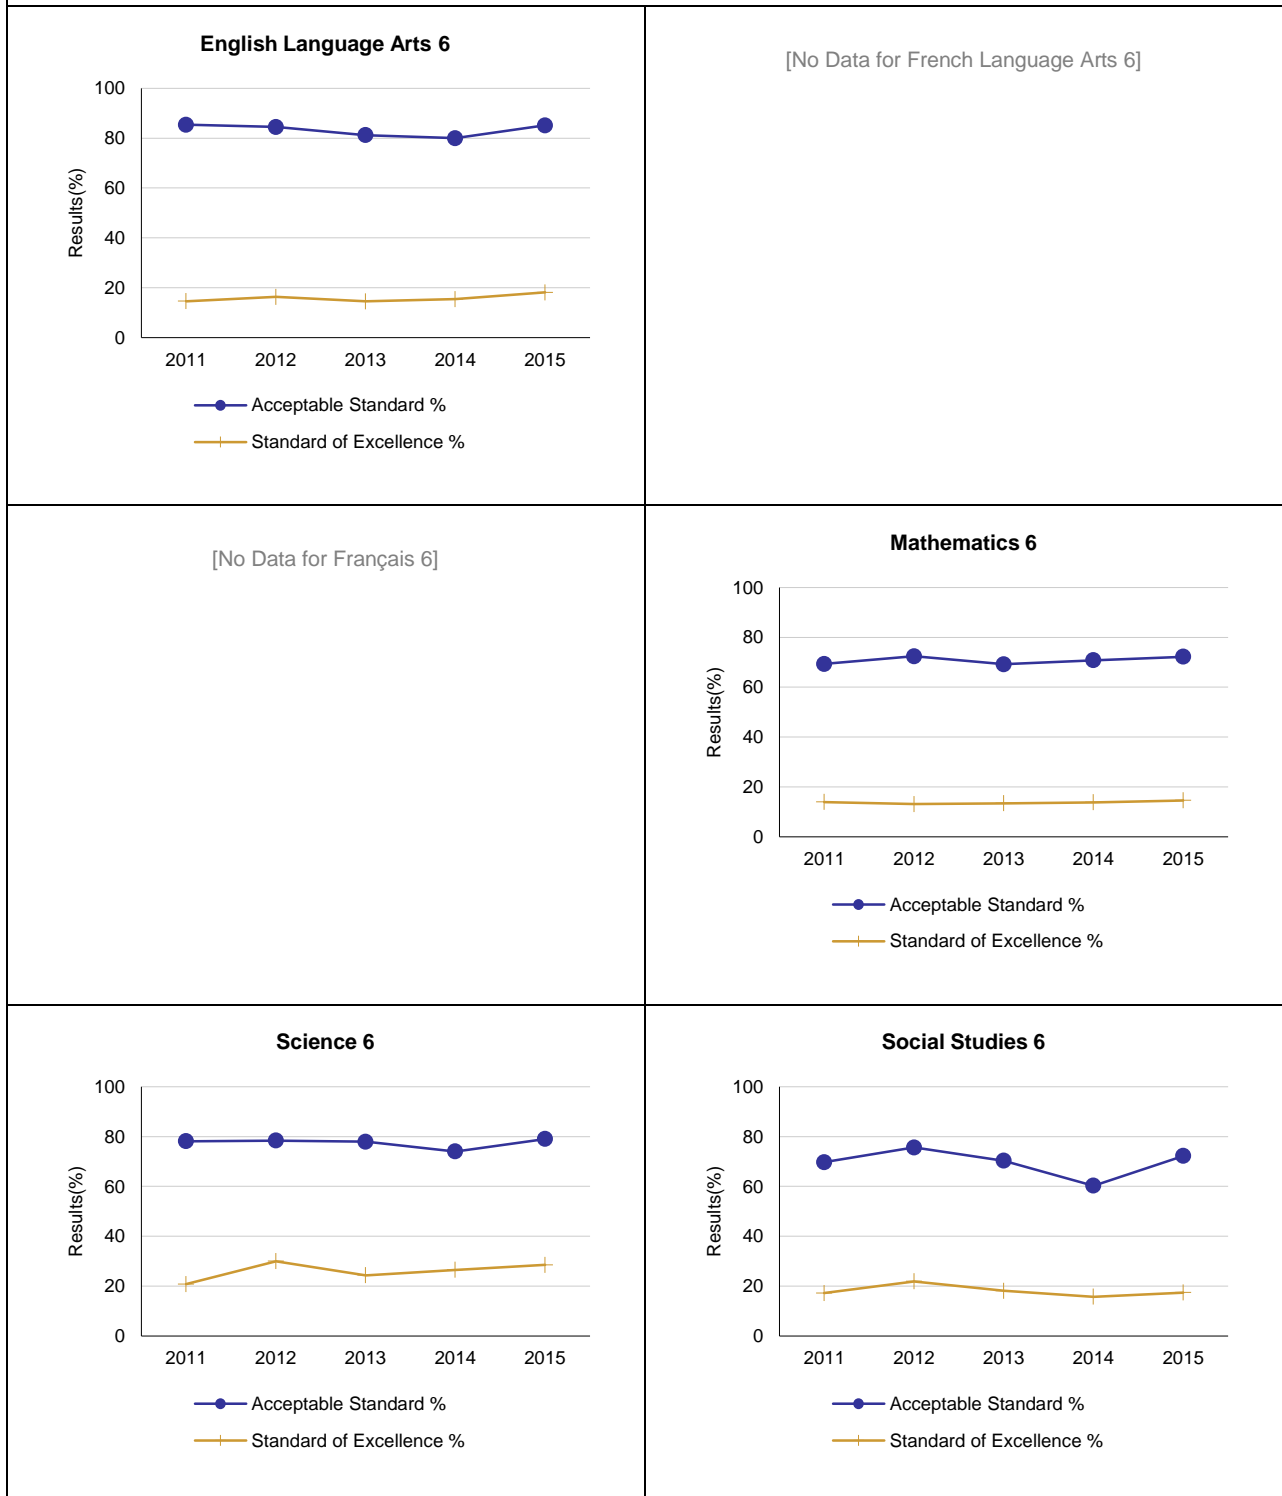 English Language Arts 6
100
80
60
40
20
0
Results(%)
2011 2012 2013 2014 2015
Acceptable Standard %
Standard of Excellence %
[No Data for French Language Arts 6]
[No Data for Français 6]
Mathematics 6
100
80
60
40
20
0
Results(%)
2011 2012 2013 2014 2015
Acceptable Standard %
Standard of Excellence %
Science 6
100
80
60
40
20
0
Results(%)
2011 2012 2013 2014 2015
Acceptable Standard %
Standard of Excellence %
Social Studies 6
100
80
60
40
20
0
Results(%)
2011 2012 2013 2014 2015
Acceptable Standard %
Standard of Excellence %